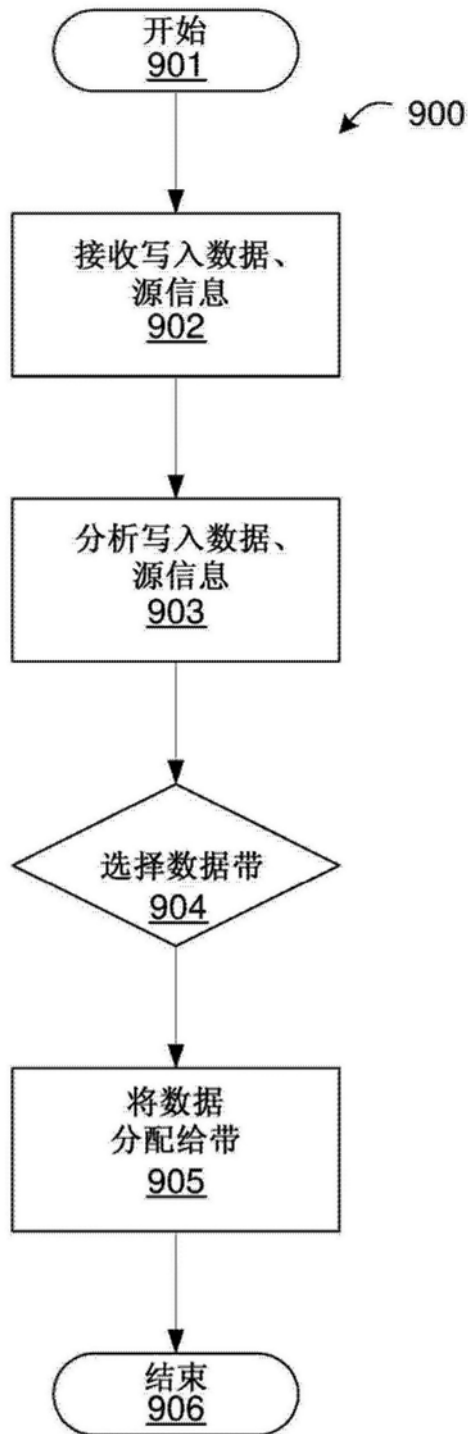 开始
901
900
接收写入数据、
源信息
902
分析写入数据、
源信息
903
选择数据带
904
将数据
分配给带
905
结束
906